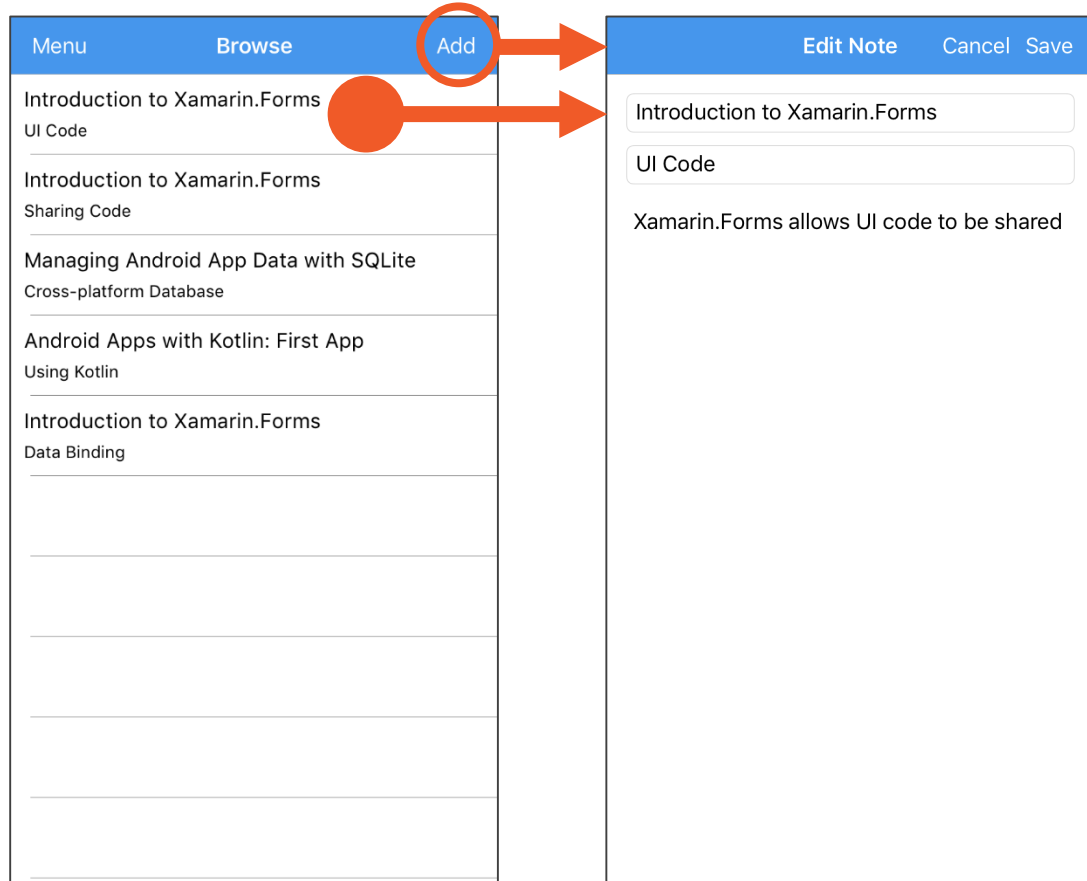 Menu Browse Add
Introduction to Xamarin.Forms
UI Code
Introduction to Xamarin.Forms
Sharing Code
Managing Android App Data with SQLite
Cross-platform Database
Android Apps with Kotlin: First App
Using Kotlin
Introduction to Xamarin.Forms
Data Binding
Edit Note Cancel Save
Introduction to Xamarin.Forms
UI Code
Xamarin.Forms allows UI code to be shared